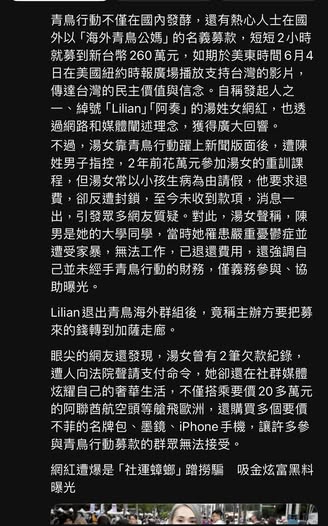 青鳥行動不僅在國內發酵，還有熱心人士在國
外以「海外青鳥公媽」的名義募款，短短2小時
就募到新台幣260萬元，如期於美東時間6月4
日在美國紐約時報廣場播放支持台灣的影片，
傳達台灣的民主價值與信念。自稱發起人之
一、綽號「Lilian」「阿奏」的湯姓女網紅，也透
過網路和媒體闡述理念，獲得廣大回響。
不過，湯女靠青鳥行動躍上新聞版面後，遭陳
姓男子指控，2年前花萬元參加湯女的重訓課
程，但湯女常以小孩生病為由請假，他要求退
費，卻反遭封鎖，至今未收到款項，消息一
出，引發眾多網友質疑。對此，湯女聲稱，陳
男是她的大學同學，當時她罹患嚴重憂鬱症並
遭受家暴，無法工作，已退還費用，還強調自
己並未經手青鳥行動的財務，僅義務參與、協
助曝光。
Lilian退出青鳥海外群組後，竟稱主辦方要把募
來的錢轉到加薩走廊。
眼尖的網友還發現，湯女曾有2筆欠款紀錄，
遭人向法院聲請支付命令，她卻還在社群媒體
炫耀自己的奢華生活，不僅搭乘要價20多萬元
的阿聯酋航空頭等艙飛歐洲，還購買多個要價
不菲的名牌包、墨鏡、iPhone手機，讓許多參
與青鳥行動募款的群眾無法接受。
網紅遭爆是「社運蟑螂」蹭撈騙　吸金炫富黑料
曝光